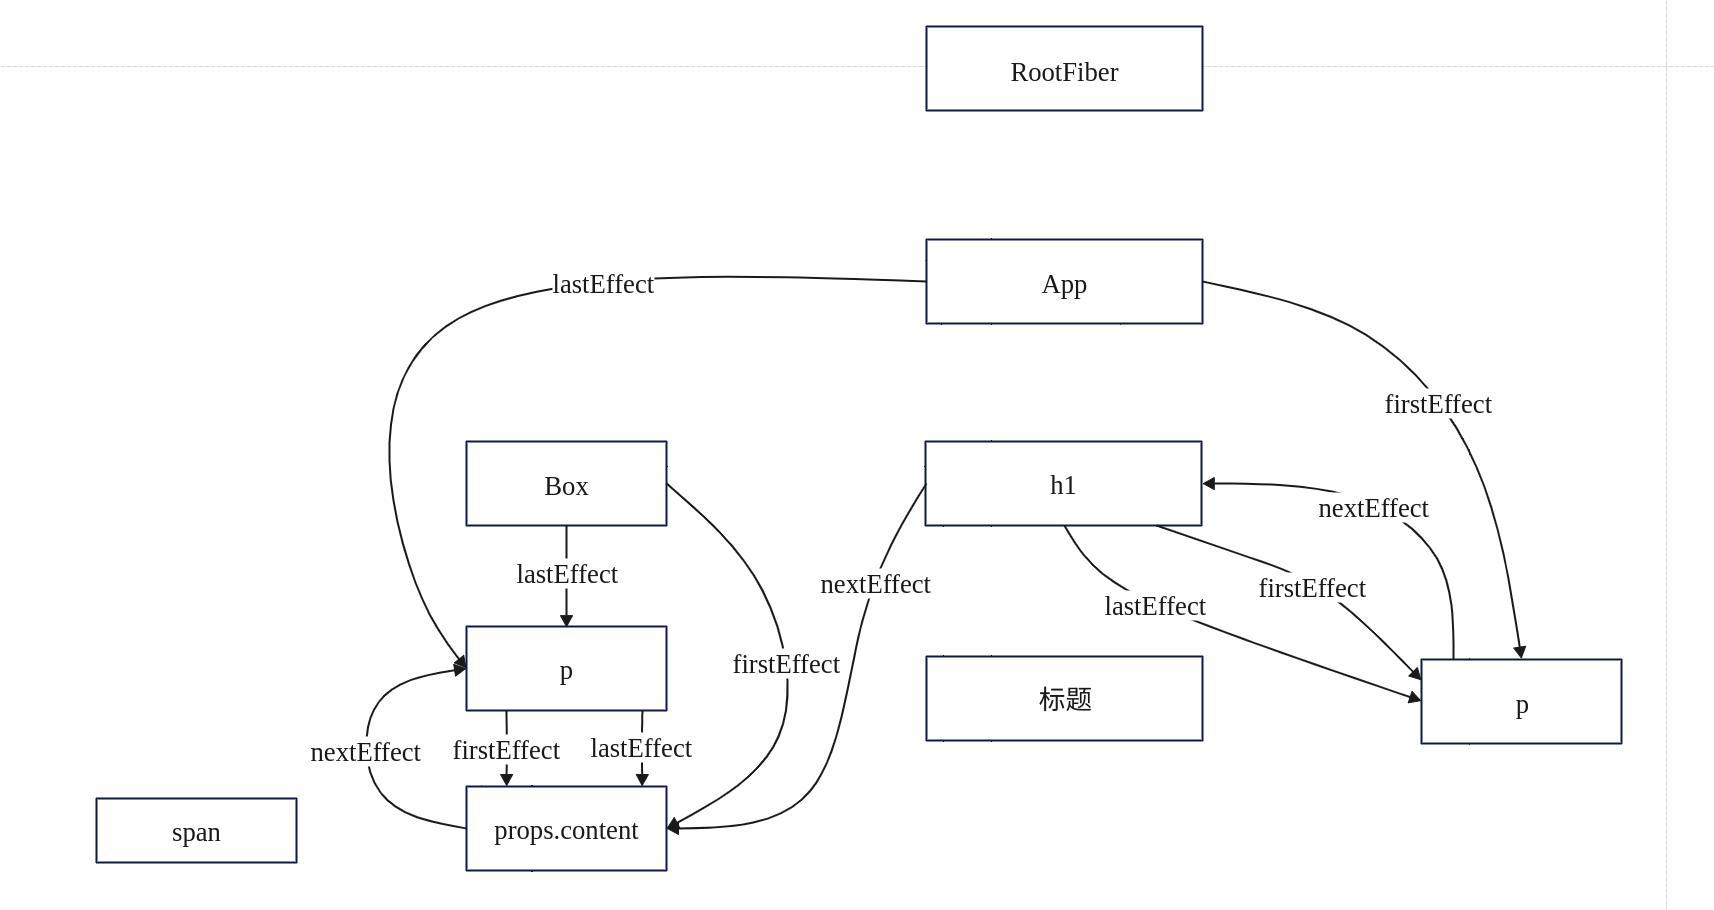 RootFiber
App
lastEffect
firstEffect
Box
h1
nextEffect
lastEffect
nextEffect
firstEffect
lastEffect
firstEffect
p
标题
p
nextEffect
firstEffect
lastEffect
span
props.content